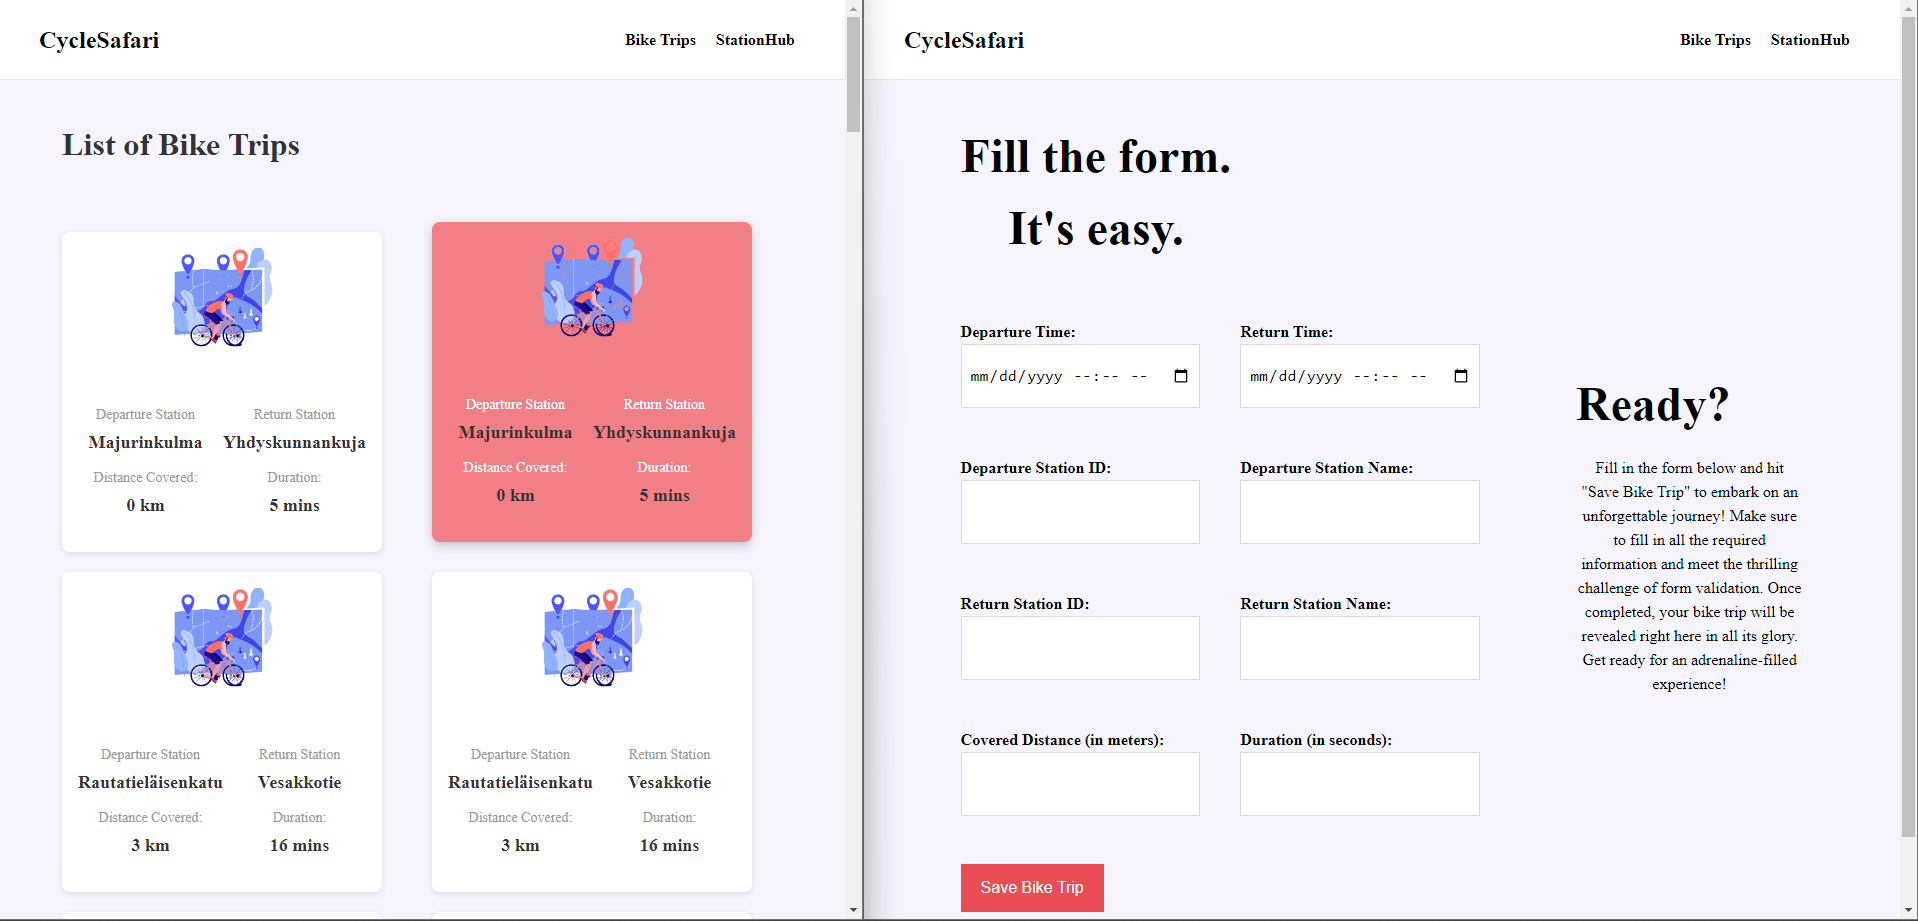 CycleSafari
Bike Trips StationHub
List of Bike Trips
Departure Station Return Station
Majurinkulma Yhdyskunnankuja
Distance Covered: Duration:
0 km 5 mins
Departure Station Return Station
Majurinkulma Yhdyskunnankuja
Distance Covered: Duration:
0 km 5 mins
Departure Station Return Station
Rautatieläisenkatu Vesakkotie
Distance Covered: Duration:
3 km 16 mins
Departure Station Return Station
Rautatieläisenkatu Vesakkotie
Distance Covered: Duration:
3 km 16 mins
CycleSafari
Bike Trips StationHub
Fill the form.
It's easy.
Departure Time: Return Time:
mm/dd/yyyy --:-- -- mm/dd/yyyy --:-- --
Departure Station ID: Departure Station Name:
Return Station ID: Return Station Name:
Covered Distance (in meters): Duration (in seconds):
Save Bike Trip
Ready?
Fill in the form below and hit
"Save Bike Trip" to embark on an
unforgettable journey! Make sure
to fill in all the required
information and meet the thrilling
challenge of form validation. Once
completed, your bike trip will be
revealed right here in all its glory.
Get ready for an adrenaline-filled
experience!